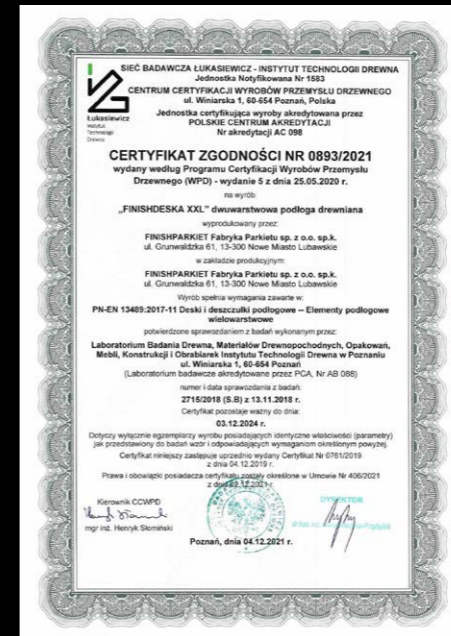 SIEĆ BADAWCZA ŁUKASIEWICZ - INSTYTUT TECHNOLOGII DREWNA
Jednostka Notyfikowana Nr 1583
CENTRUM CERTYFIKACJI WYROBÓW PRZEMYSŁU DRZEWNEGO
ul. Winiarska 1, 60-654 Poznań, Polska
Jednostka certyfikująca wyroby akredytowana przez
POLSKIE CENTRUM AKREDYTACJI
Nr akredytacji AC 098
Łukasiewicz
Instytut
Technologii
Drewna
CERTYFIKAT ZGODNOŚCI NR 0893/2021
wydany według Programu Certyfikacji Wyrobów Przemysłu
Drzewnego (WPD) - wydanie 5 z dnia 25.05.2020 r.
na wyrób:
„FINISHDESKA XXL” dwuwarstwowa podłoga drewniana
wyprodukowany przez:
FINISHPARKIET Fabryka Parkietu sp. z o.o. sp.k.
ul. Grunwaldzka 61, 13-300 Nowe Miasto Lubawskie
w zakładzie produkcyjnym:
FINISHPARKIET Fabryka Parkietu sp. z o.o. sp.k.
ul. Grunwaldzka 61, 13-300 Nowe Miasto Lubawskie
Wyrób spełnia wymagania zawarte w:
PN-EN 13489:2017-11 Deski i deszczułki podłogowe – Elementy podłogowe
wielowarstwowe
potwierdzone sprawozdaniem z badań wykonanym przez:
Laboratorium Badania Drewna, Materiałów Drewnopochodnych, Opakowań,
Mebli, Konstrukcji i Obrabiarek Instytutu Technologii Drewna w Poznaniu
ul. Winiarska 1, 60-654 Poznań
(Laboratorium badawcze akredytowane przez PCA, Nr AB 088)
numer i data sprawozdania z badań:
2715/2018 (S.B) z 13.11.2018 r.
Certyfikat pozostaje ważny do dnia:
03.12.2024 r.
Dotyczy wyłącznie egzemplarzy wyrobu posiadających identyczne właściwości (parametry)
jak przedstawiony do badań wzór i odpowiadających wymaganiom określonym powyżej.
Certyfikat niniejszy zastępuje uprzednio wydany Certyfikat Nr 0761/2019
z dnia 04.12.2019 r.
Prawa i obowiązki posiadacza certyfikatu zostały określone w Umowie Nr 406/2021
z dnia 02.12.2021 r.
Kierownik CCWPD
mgr inż. Henryk Słomiński
DYREKTOR
Poznań, dnia 04.12.2021 r.